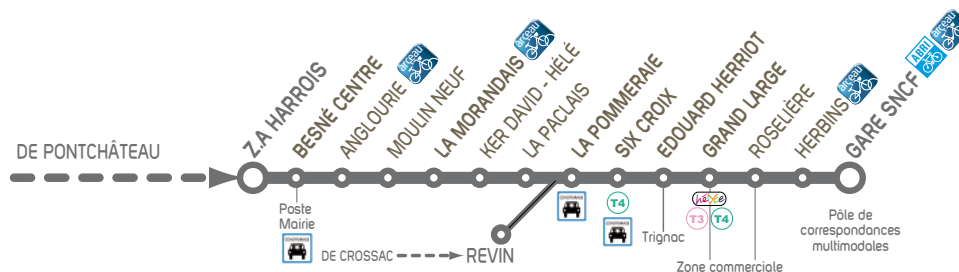 DE PONTCHÂTEAU
Z.A HARROIS
BESNÉ CENTRE
ANGLOURIE
arceau
MOULIN NEUF
LA MORANDAIS
arceau
KER DAVID - HÉLÉ
LA PACLAIS
LA POMMERAIE
SIX CROIX
EDOUARD HERRIOT
GRAND LARGE
ROSELIÈRE
HERBINS
arceau
GARE SNCF
ABRI
arceau
Poste
Mairie
DE CROSSAC
REVIN
T4
Trignac
hélYce
T3
T4
Zone commerciale
Pôle de
correspondances
multimodales